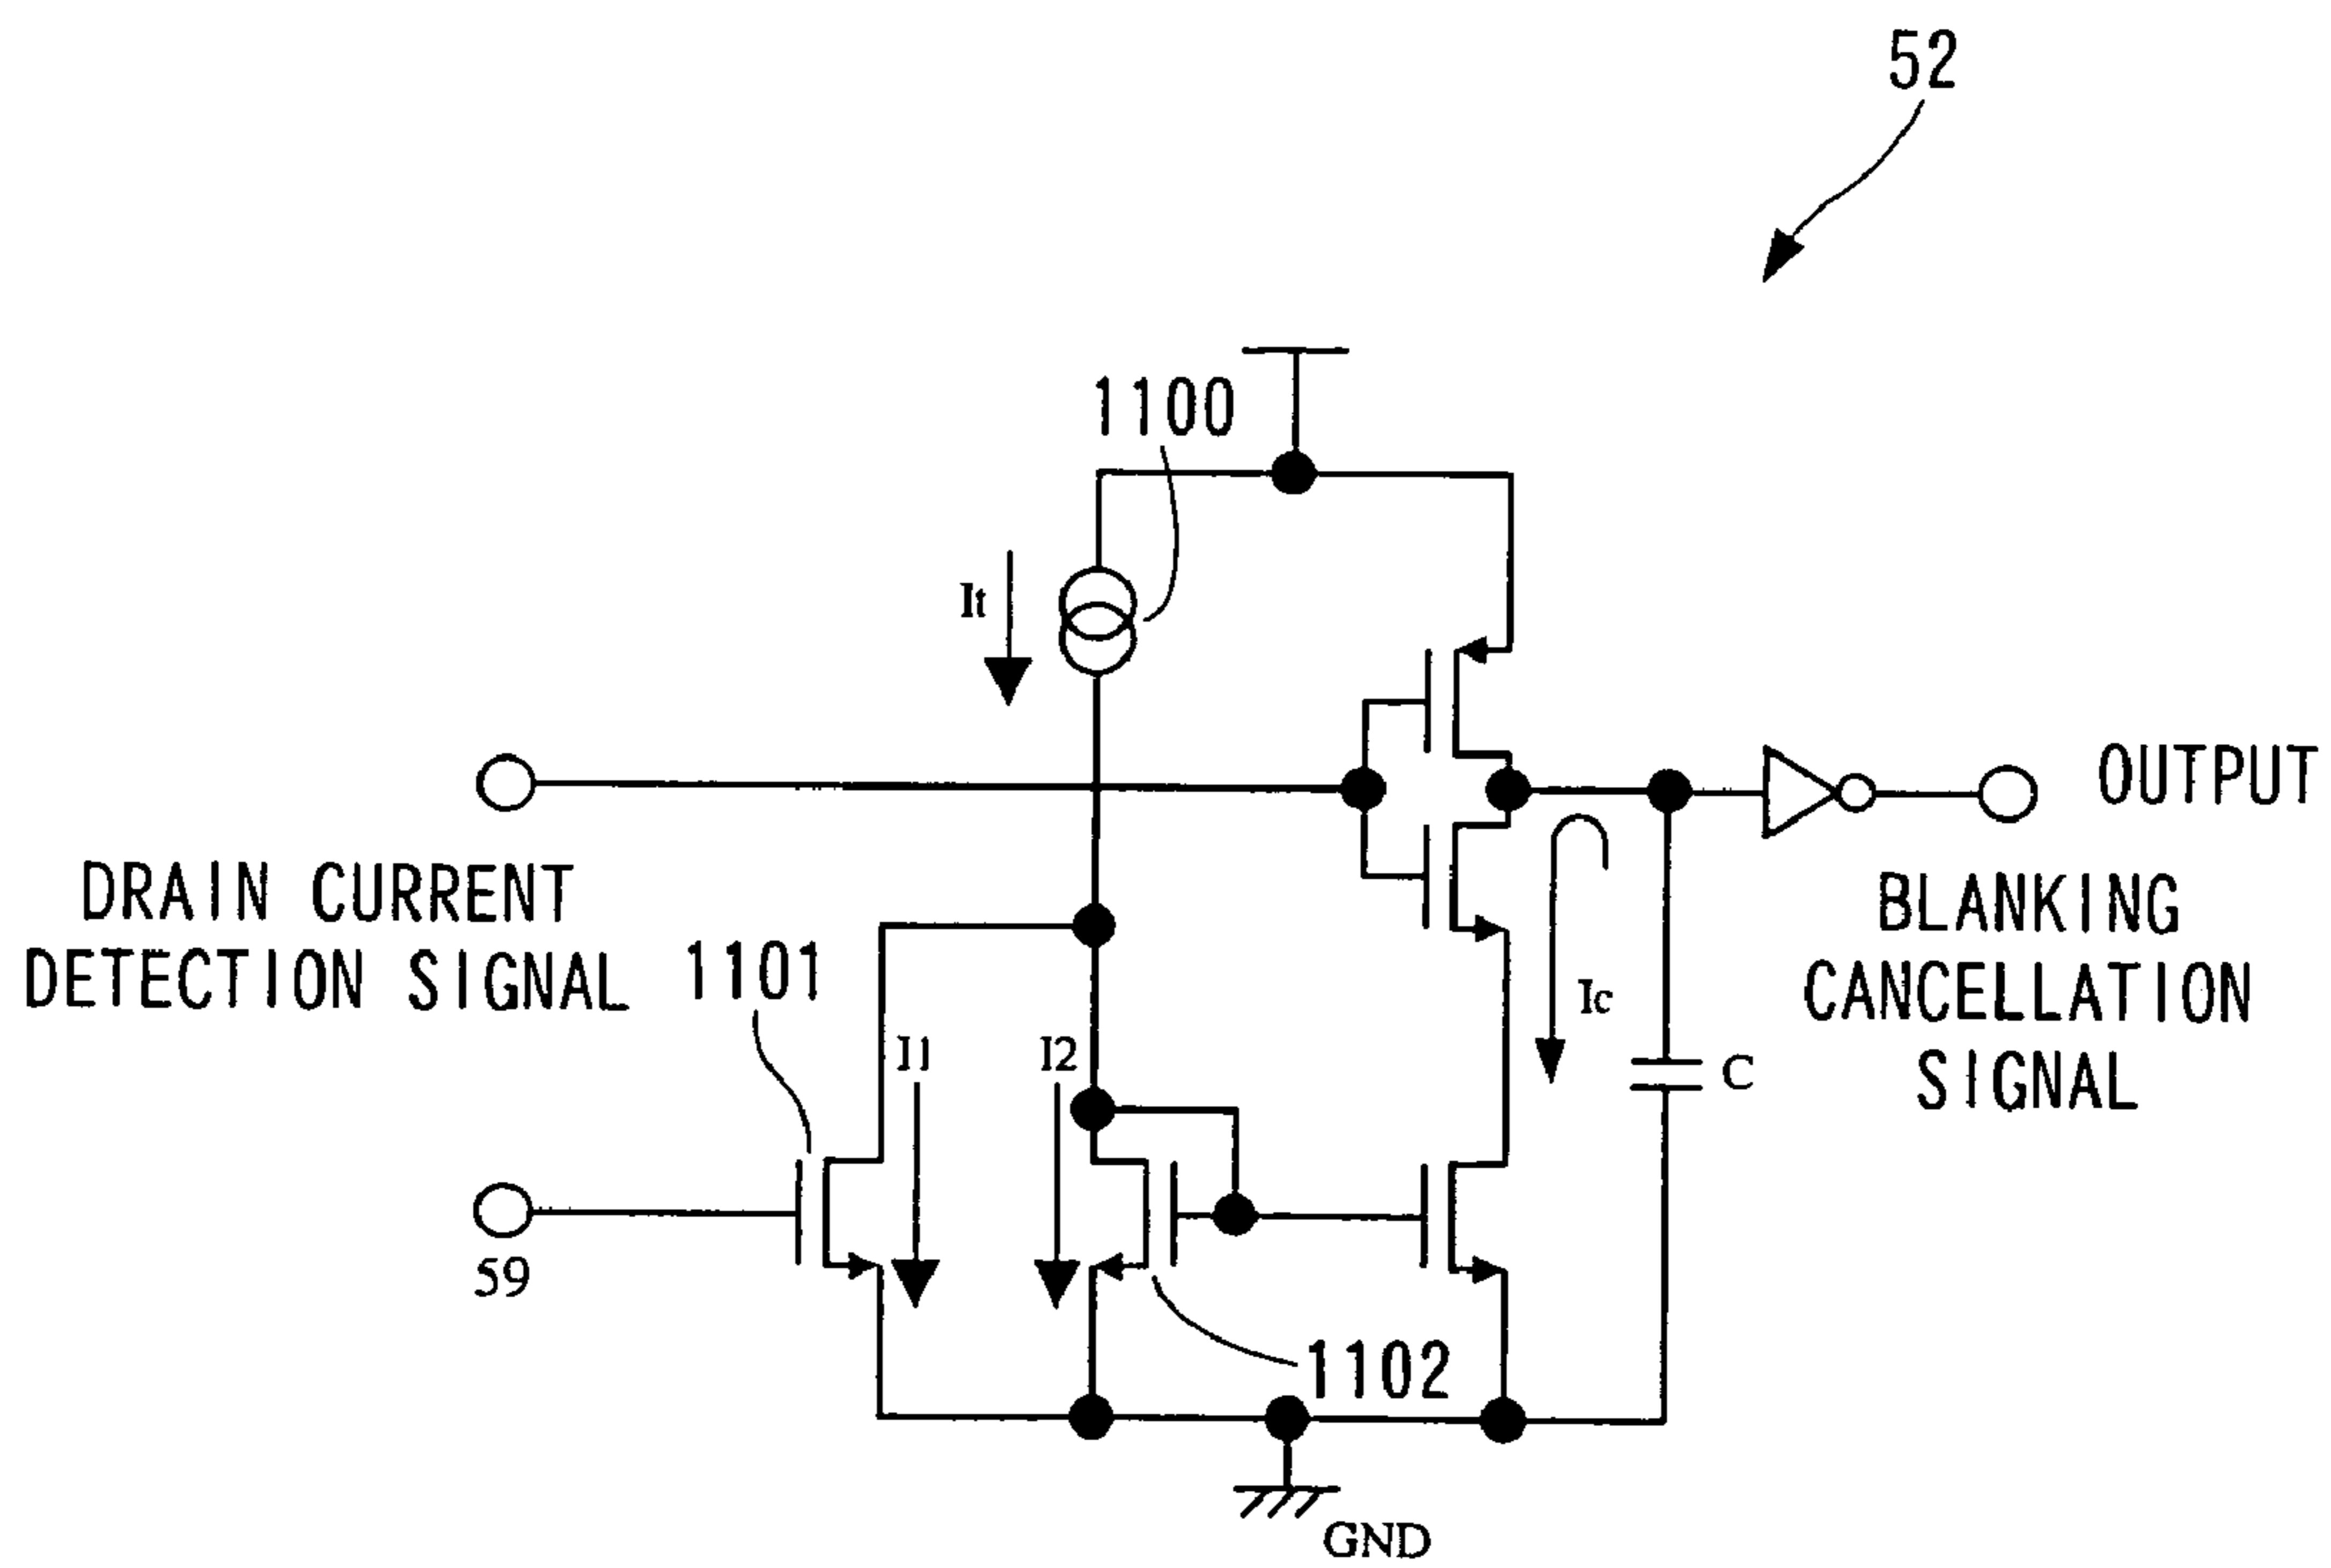 52
1100
It
OUTPUT
DRAIN CURRENT
DETECTION SIGNAL
1101
BLANKING
CANCELLATION
SIGNAL
Ic
C
I1
I2
59
1102
GND